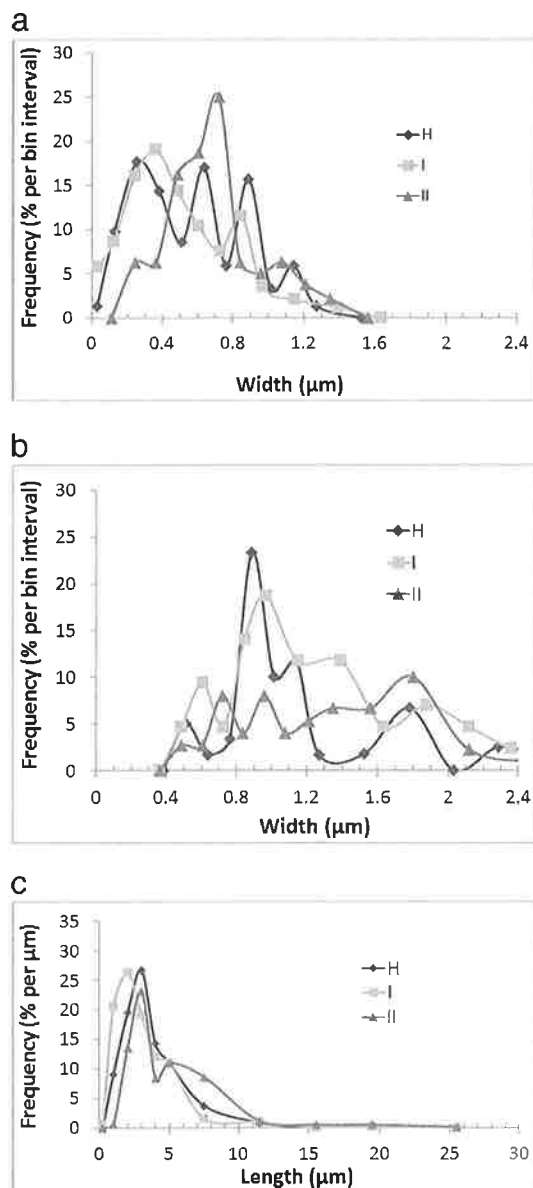 a
30
25
20
15
10
5
0
Frequency (% per bin interval)
H
I
II
0 0.4 0.8 1.2 1.6 2 2.4
Width (µm)
b
30
25
20
15
10
5
0
Frequency (% per bin interval)
H
I
II
0 0.4 0.8 1.2 1.6 2 2.4
Width (µm)
c
35
30
25
20
15
10
5
0
Frequency (% per µm)
H
I
II
0 5 10 15 20 25 30
Length (µm)